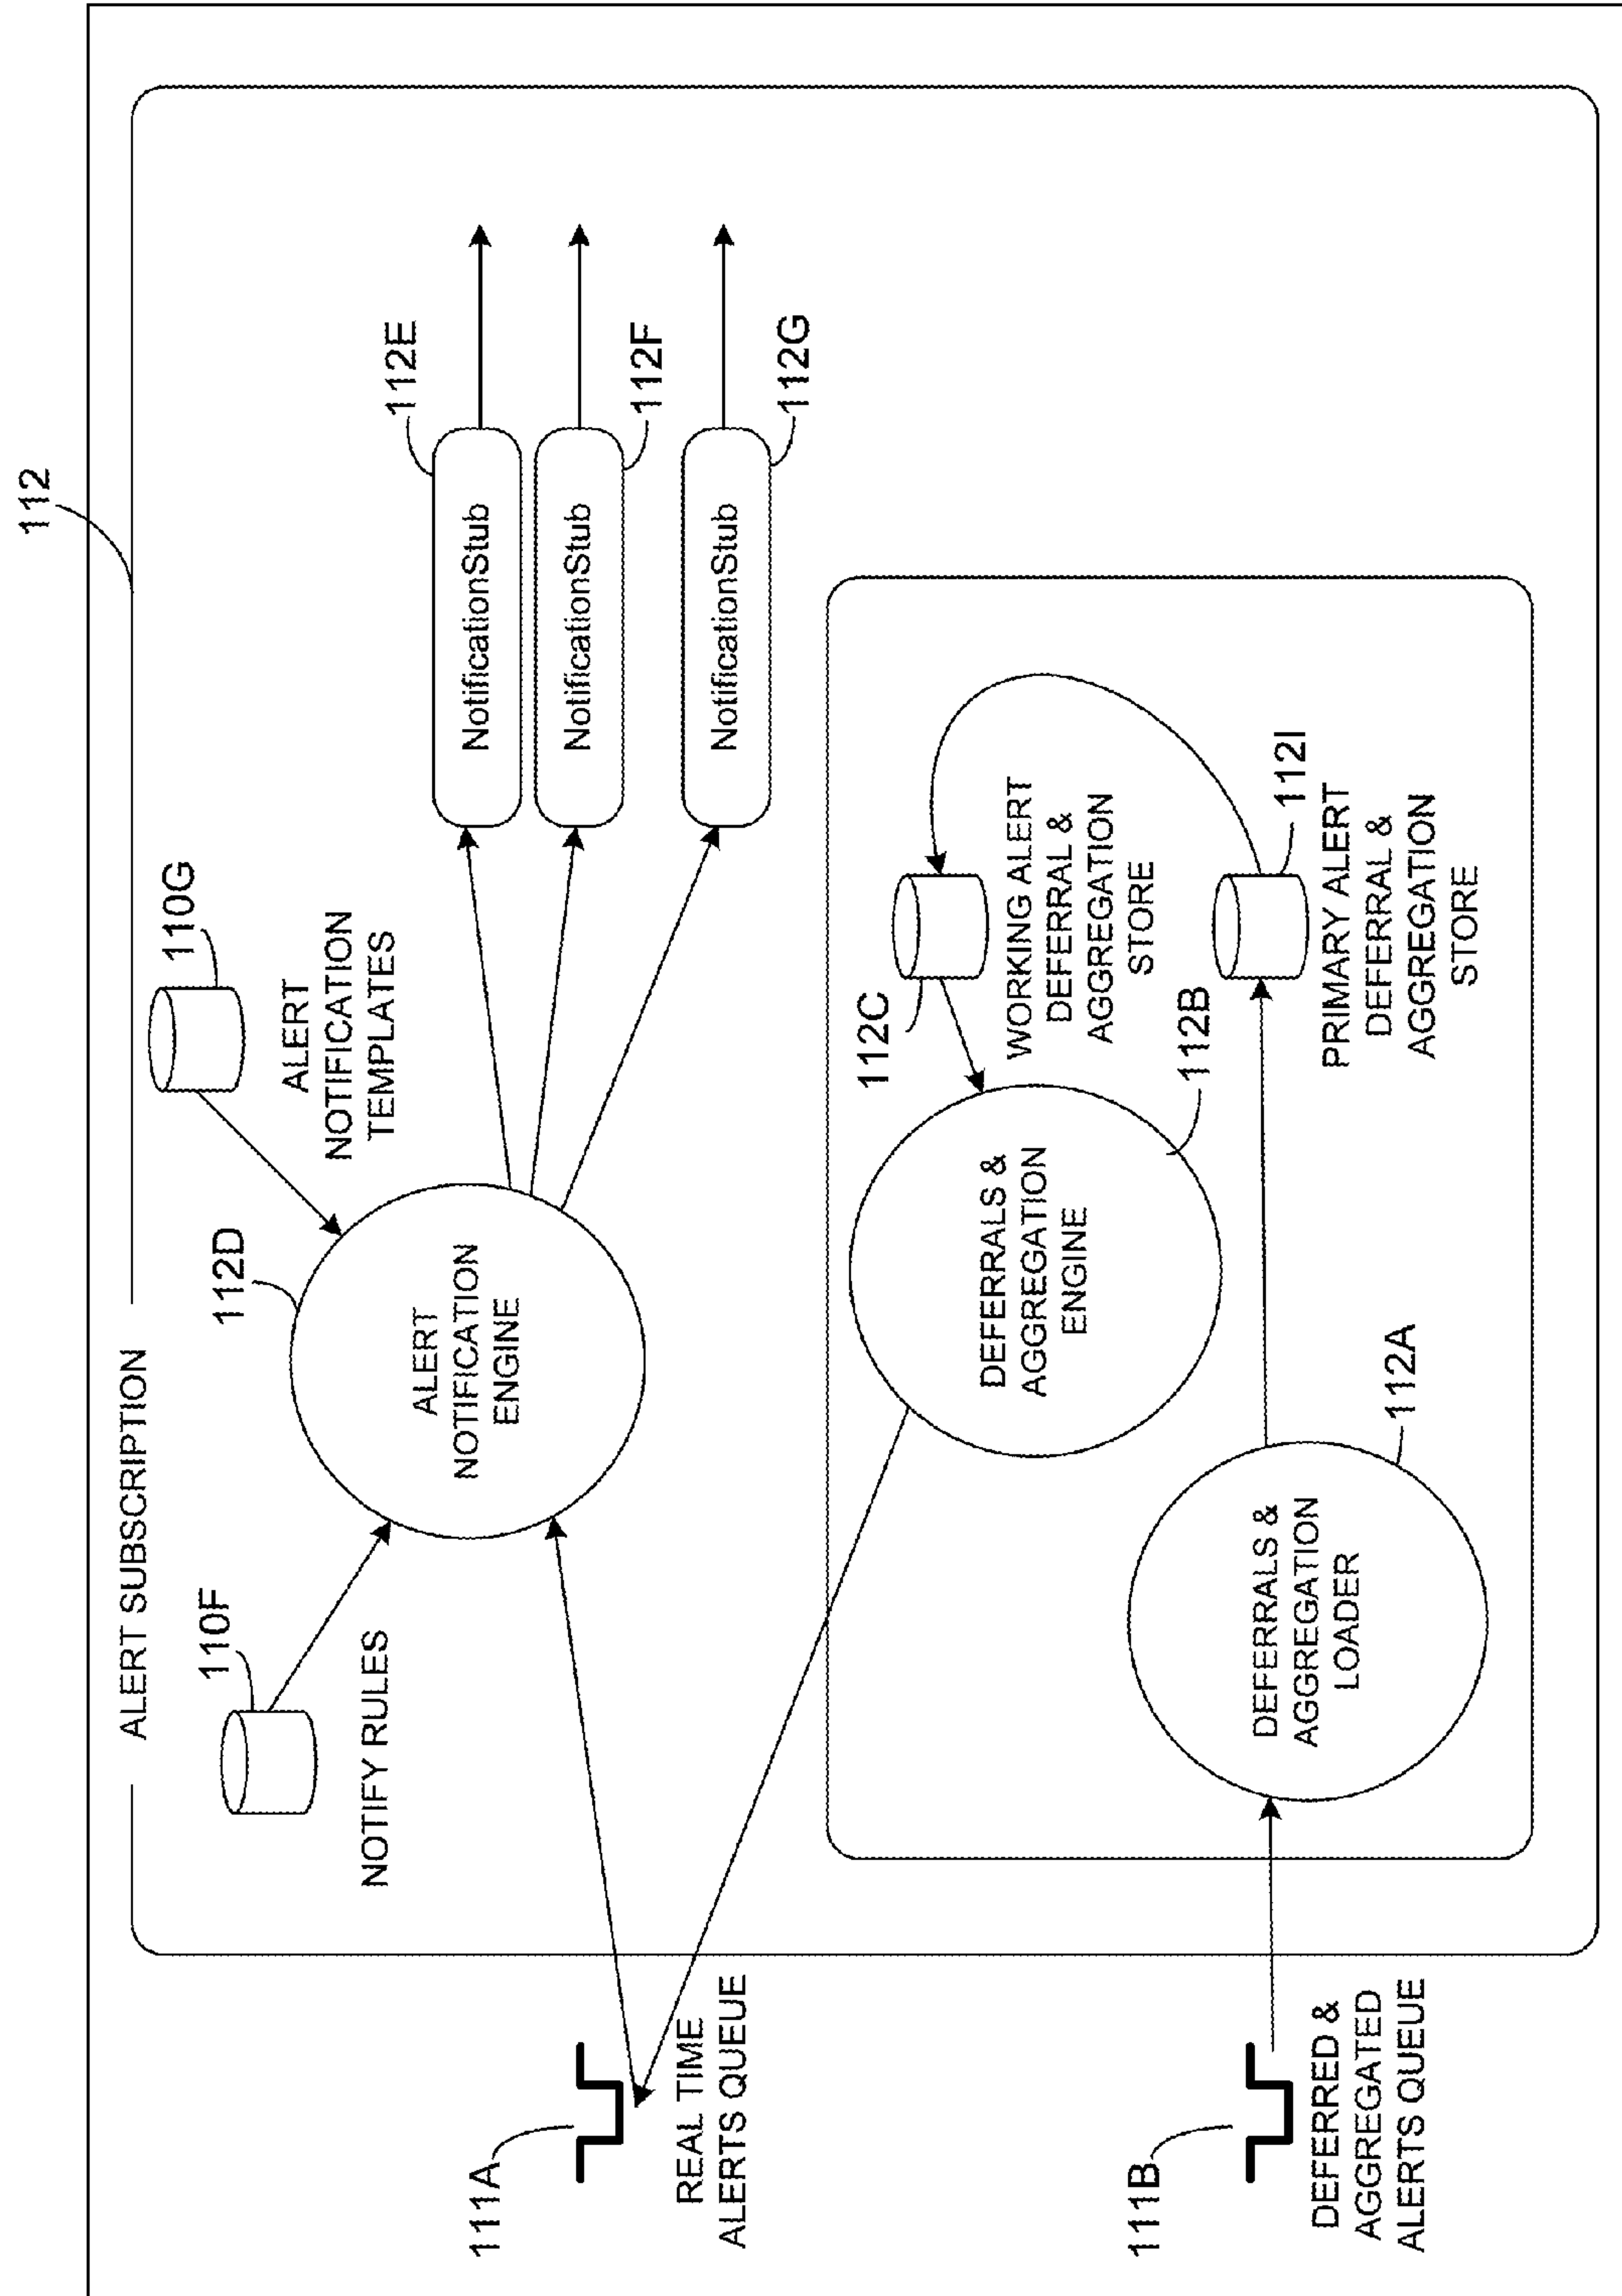 112
ALERT SUBSCRIPTION
110F
NOTIFY RULES
112D
ALERT
NOTIFICATION
ENGINE
110G
ALERT
NOTIFICATION
TEMPLATES
112E
NotificationStub
NotificationStub
112F
NotificationStub
112G
111A
REAL TIME
ALERTS QUEUE
DEFERRALS &
AGGREGATION
ENGINE
112B
112C
WORKING ALERT
DEFERRAL &
AGGREGATION
STORE
111B
DEFERRED &
AGGREGATED
ALERTS QUEUE
DEFERRALS &
AGGREGATION
LOADER
112A
112I
PRIMARY ALERT
DEFERRAL &
AGGREGATION
STORE